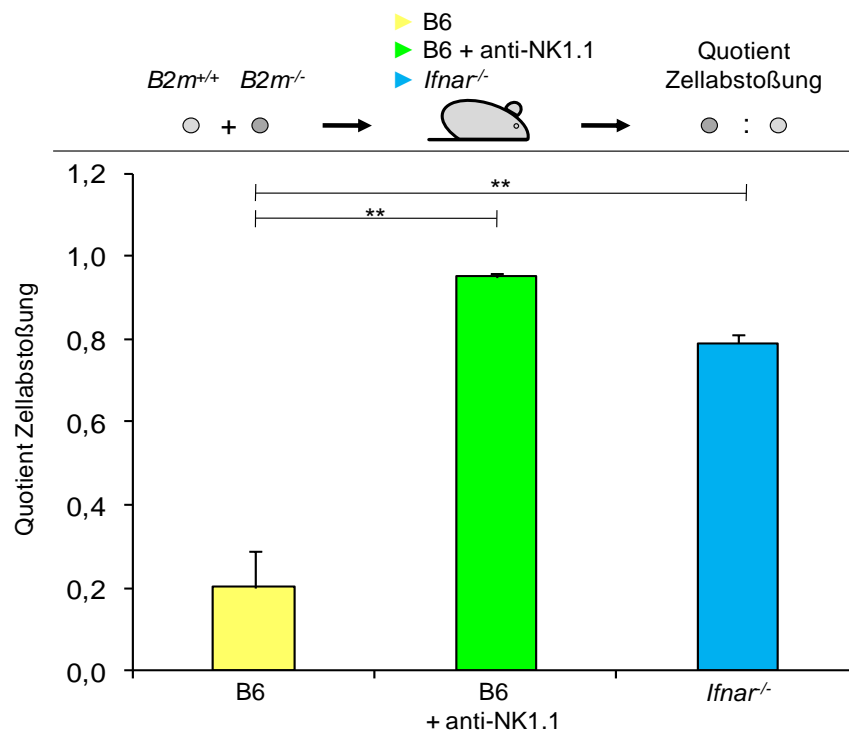 B6
B6 + anti-NK1.1
Ifnar-/-
B2m+/+ B2m-/-
+
Quotient
Zellabstoßung
:
Quotient Zellabstoßung
1,2
1,0
0,8
0,6
0,4
0,2
0,0
**
**
B6
B6
+ anti-NK1.1
Ifnar-/-